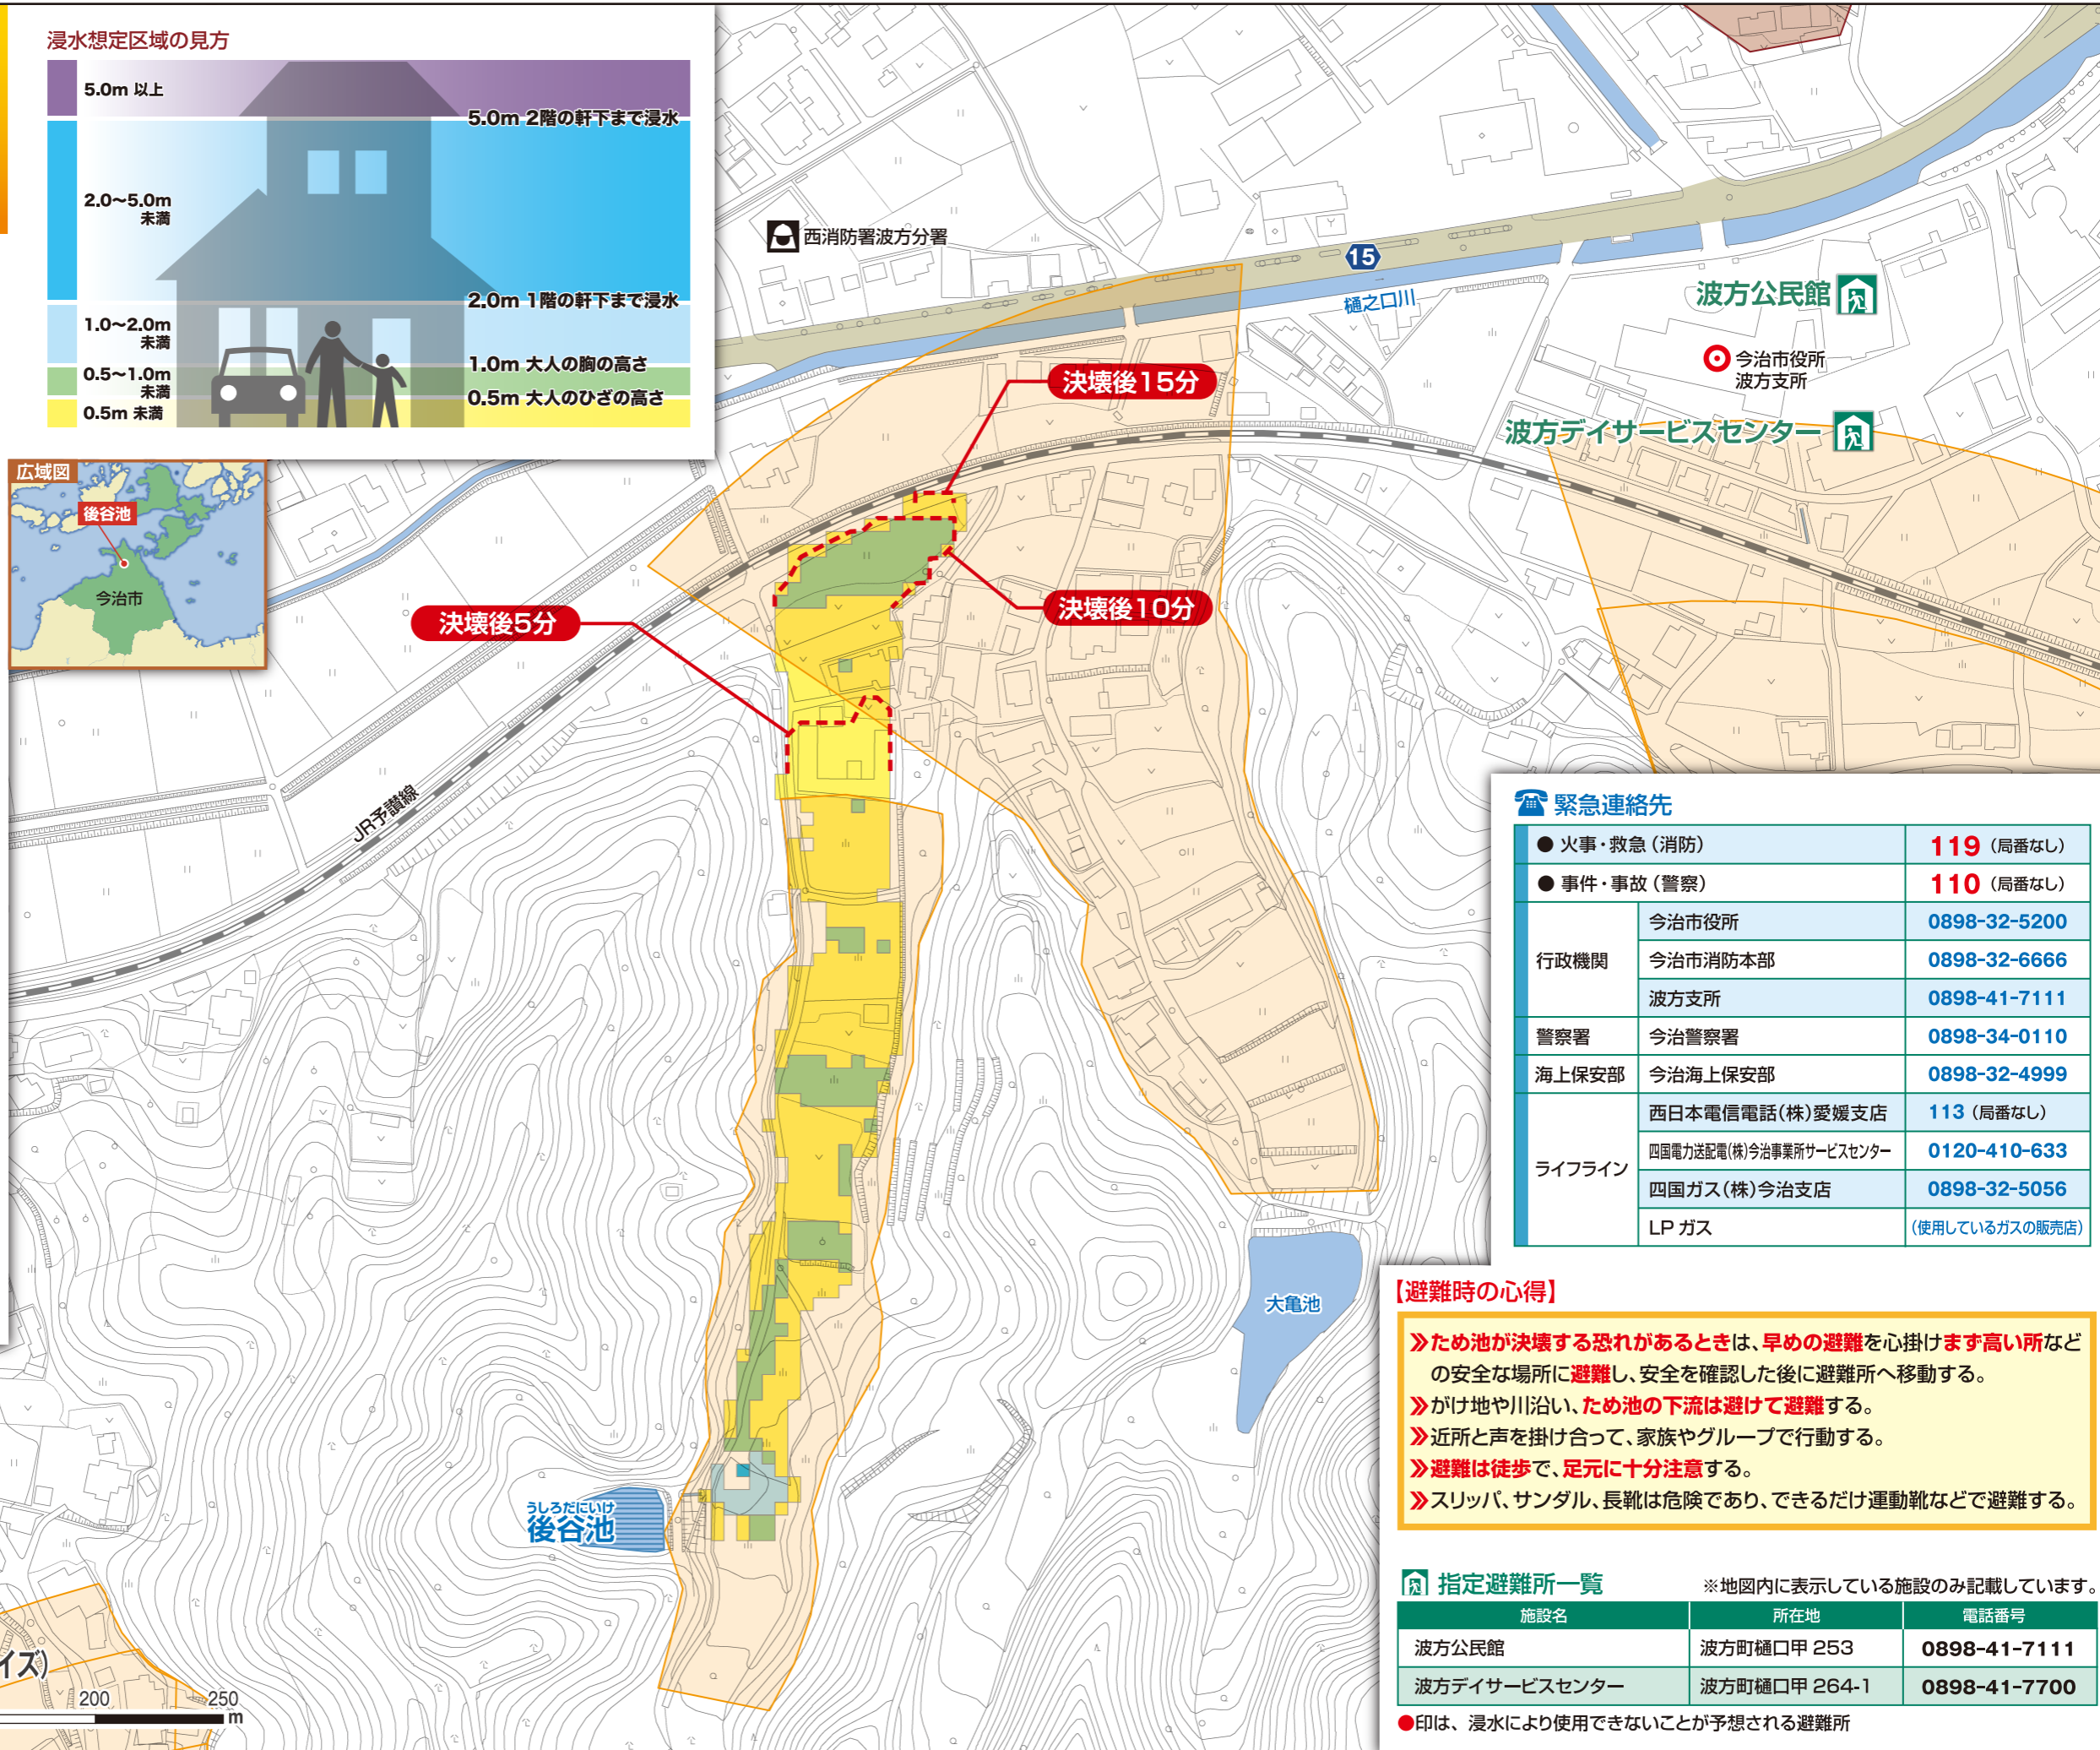 浸水想定区域の見方
5.0m 以上
5.0m 2階の軒下まで浸水
2.0〜5.0m
未満
2.0m 1階の軒下まで浸水
1.0〜2.0m
未満
1.0m 大人の胸の高さ
0.5〜1.0m
未満
0.5m 大人のひざの高さ
0.5m 未満
広域図
後谷池
今治市
西消防署波方分署
15
樋之口川
波方公民館
今治市役所
波方支所
波方デイサービスセンター
決壊後15分
決壊後10分
決壊後5分
JR予讃線
大亀池
うしろだにいけ
後谷池
イズ)
200
250
m
緊急連絡先
● 火事・救急（消防） 119（局番なし）
● 事件・事故（警察） 110（局番なし）
行政機関
今治市役所 0898-32-5200
今治市消防本部 0898-32-6666
波方支所 0898-41-7111
警察署 今治警察署 0898-34-0110
海上保安部 今治海上保安部 0898-32-4999
ライフライン
西日本電信電話（株）愛媛支店 113（局番なし）
四国電力送配電（株）今治事業所サービスセンター 0120-410-633
四国ガス（株）今治支店 0898-32-5056
LP ガス （使用しているガスの販売店）
【避難時の心得】
≫ため池が決壊する恐れがあるときは、早めの避難を心掛けまず高い所など
の安全な場所に避難し、安全を確認した後に避難所へ移動する。
≫がけ地や川沿い、ため池の下流は避けて避難する。
≫近所と声を掛け合って、家族やグループで行動する。
≫避難は徒歩で、足元に十分注意する。
≫スリッパ、サンダル、長靴は危険であり、できるだけ運動靴などで避難する。
指定避難所一覧 ※地図内に表示している施設のみ記載しています。
施設名 所在地 電話番号
波方公民館 波方町樋口甲 253 0898-41-7111
波方デイサービスセンター 波方町樋口甲 264-1 0898-41-7700
●印は、浸水により使用できないことが予想される避難所